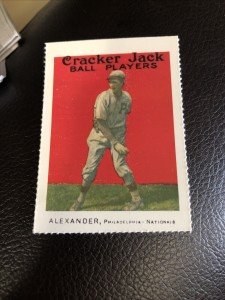 Cracker Jack
BALL PLAYERS
ALEXANDER, PHILADELPHIA - NATIONALS